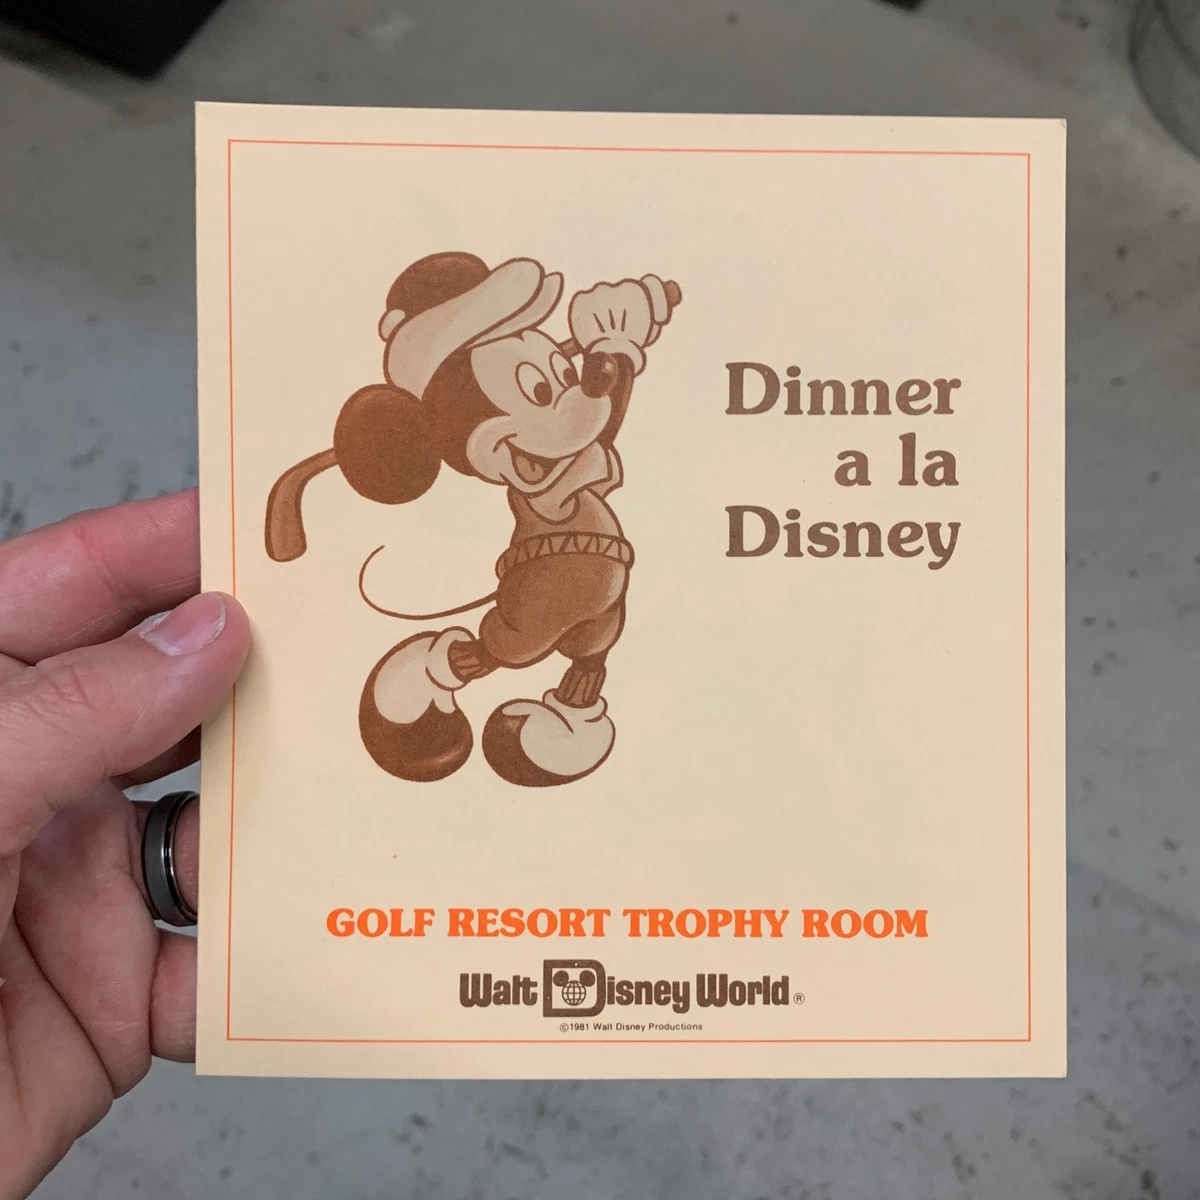 Dinner
a la
Disney
GOLF RESORT TROPHY ROOM
Walt Disney World ®
©1981 Walt Disney Productions